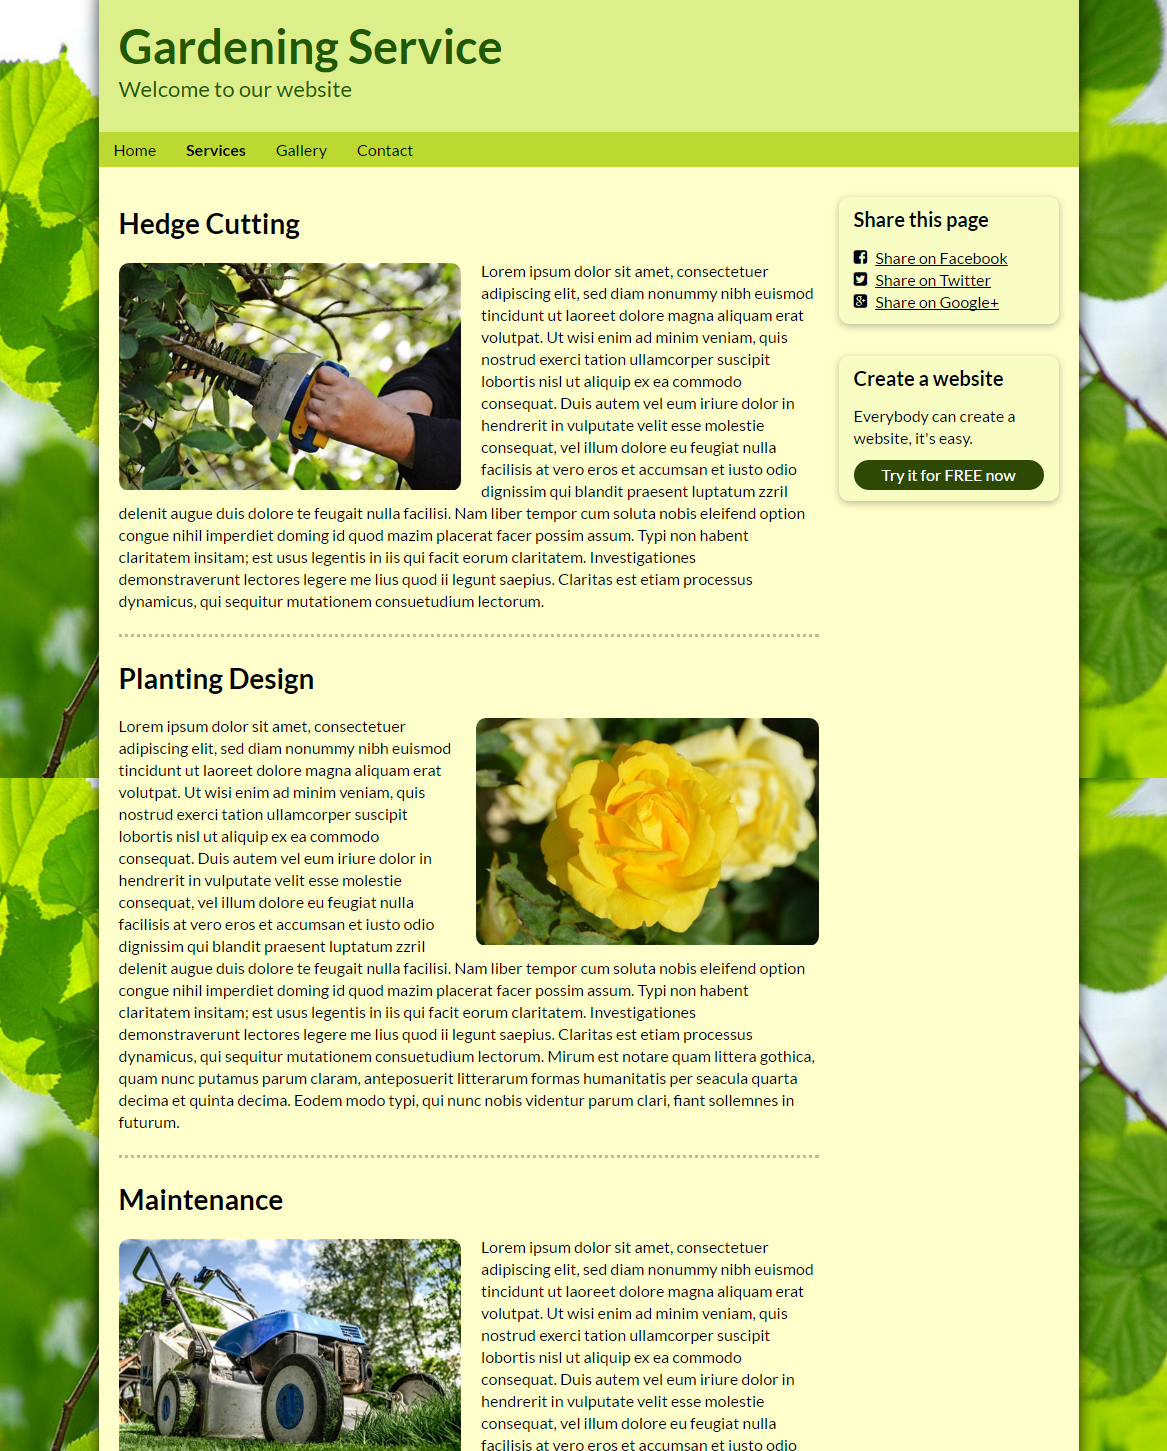 Gardening Service
Welcome to our website
Home Services Gallery Contact
Hedge Cutting
Lorem ipsum dolor sit amet, consectetuer
adipiscing elit, sed diam nonummy nibh euismod
tincidunt ut laoreet dolore magna aliquam erat
volutpat. Ut wisi enim ad minim veniam, quis
nostrud exerci tation ullamcorper suscipit
lobortis nisl ut aliquip ex ea commodo
consequat. Duis autem vel eum iriure dolor in
hendrerit in vulputate velit esse molestie
consequat, vel illum dolore eu feugiat nulla
facilisis at vero eros et accumsan et iusto odio
dignissim qui blandit praesent luptatum zzril
delenit augue duis dolore te feugait nulla facilisi. Nam liber tempor cum soluta nobis eleifend option
congue nihil imperdiet doming id quod mazim placerat facer possim assum. Typi non habent
claritatem insitam; est usus legentis in iis qui facit eorum claritatem. Investigationes
demonstraverunt lectores legere me lius quod ii legunt saepius. Claritas est etiam processus
dynamicus, qui sequitur mutationem consuetudium lectorum.
Planting Design
Lorem ipsum dolor sit amet, consectetuer
adipiscing elit, sed diam nonummy nibh euismod
tincidunt ut laoreet dolore magna aliquam erat
volutpat. Ut wisi enim ad minim veniam, quis
nostrud exerci tation ullamcorper suscipit
lobortis nisl ut aliquip ex ea commodo
consequat. Duis autem vel eum iriure dolor in
hendrerit in vulputate velit esse molestie
consequat, vel illum dolore eu feugiat nulla
facilisis at vero eros et accumsan et iusto odio
dignissim qui blandit praesent luptatum zzril
delenit augue duis dolore te feugait nulla facilisi. Nam liber tempor cum soluta nobis eleifend option
congue nihil imperdiet doming id quod mazim placerat facer possim assum. Typi non habent
claritatem insitam; est usus legentis in iis qui facit eorum claritatem. Investigationes
demonstraverunt lectores legere me lius quod ii legunt saepius. Claritas est etiam processus
dynamicus, qui sequitur mutationem consuetudium lectorum. Mirum est notare quam littera gothica,
quam nunc putamus parum claram, anteposuerit litterarum formas humanitatis per seacula quarta
decima et quinta decima. Eodem modo typi, qui nunc nobis videntur parum clari, fiant sollemnes in
futurum.
Maintenance
Lorem ipsum dolor sit amet, consectetuer
adipiscing elit, sed diam nonummy nibh euismod
tincidunt ut laoreet dolore magna aliquam erat
volutpat. Ut wisi enim ad minim veniam, quis
nostrud exerci tation ullamcorper suscipit
lobortis nisl ut aliquip ex ea commodo
consequat. Duis autem vel eum iriure dolor in
hendrerit in vulputate velit esse molestie
consequat, vel illum dolore eu feugiat nulla
facilisis at vero eros et accumsan et iusto odio
Share this page
Share on Facebook
Share on Twitter
Share on Google+
Create a website
Everybody can create a
website, it's easy.
Try it for FREE now